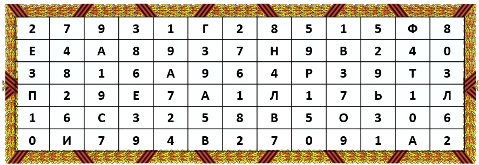 2 7 9 3 1 Г 2 8 5 1 5 Ф 8
Е 4 А 8 9 3 7 Н 9 В 2 4 0
3 8 1 6 А 9 6 4 Р 3 9 Т 3
П 2 9 Е 7 А 1 Л 1 7 Ь 1 Л
1 6 С 3 2 5 8 В 5 О 3 0 6
0 И 7 9 4 В 2 7 0 9 1 А 2